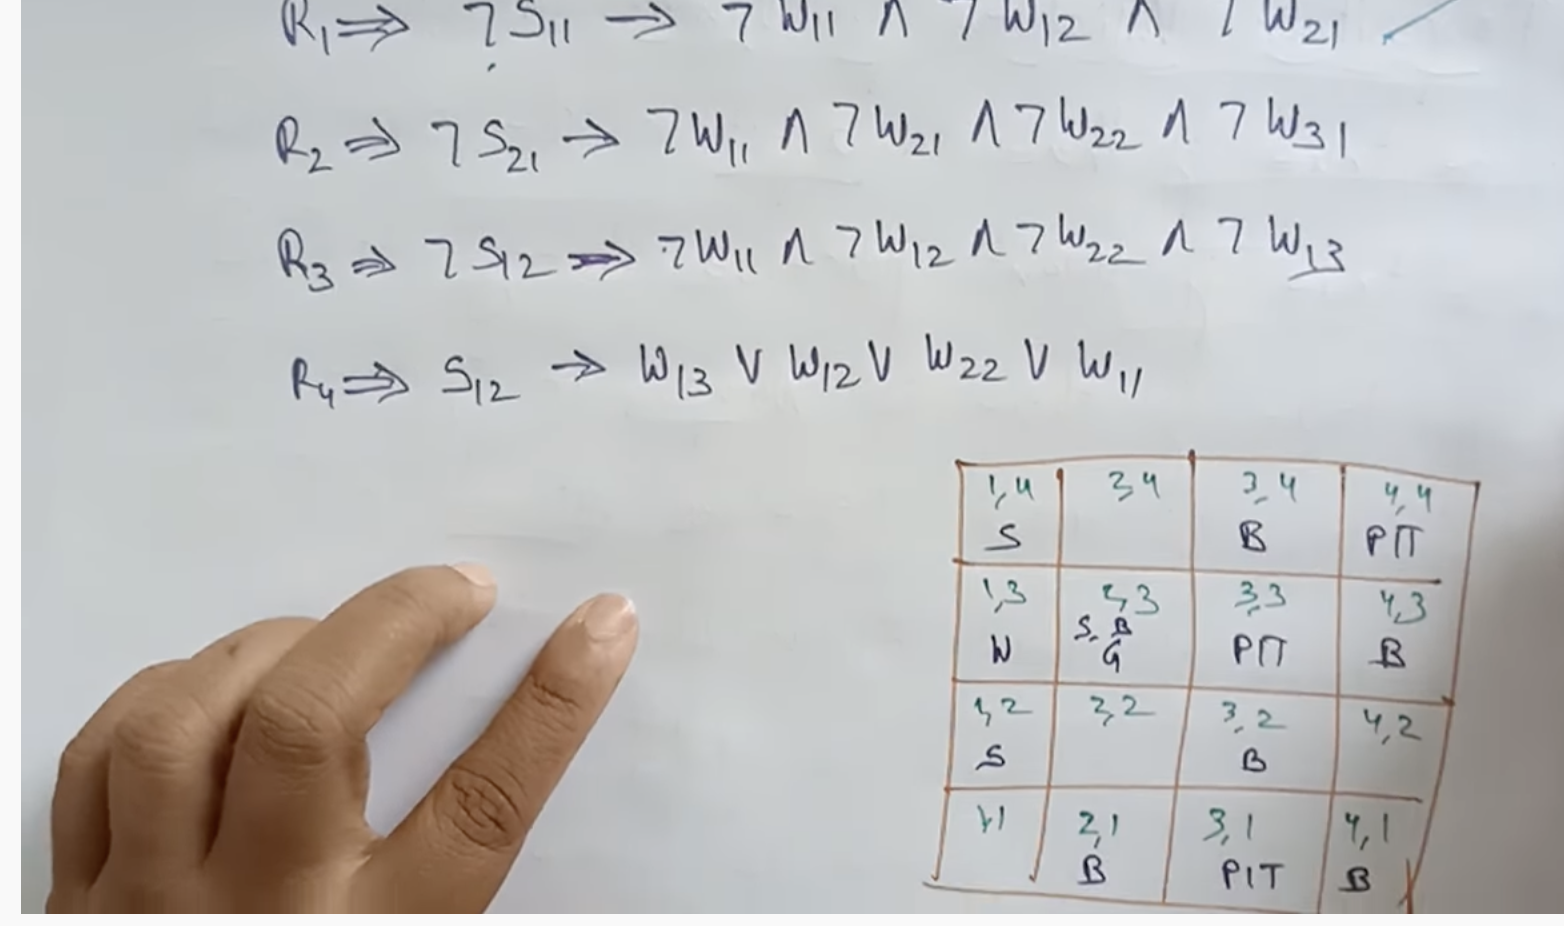 R1 ⇒ ¬S11 → ¬W11 ∧ ¬W12 ∧ ¬W21
R2 ⇒ ¬S21 → ¬W11 ∧ ¬W21 ∧ ¬W22 ∧ ¬W31
R3 ⇒ ¬S12 → ¬W11 ∧ ¬W12 ∧ ¬W22 ∧ ¬W13
R4 ⇒ S12 → W13 ∨ W12 ∨ W22 ∨ W11
1,4 2,4 3,4 4,4
S B PIT
1,3 2,3 3,3 4,3
S, B
W G PIT B
1,2 2,2 3,2 4,2
S B
1,1 2,1 3,1 4,1
B PIT B